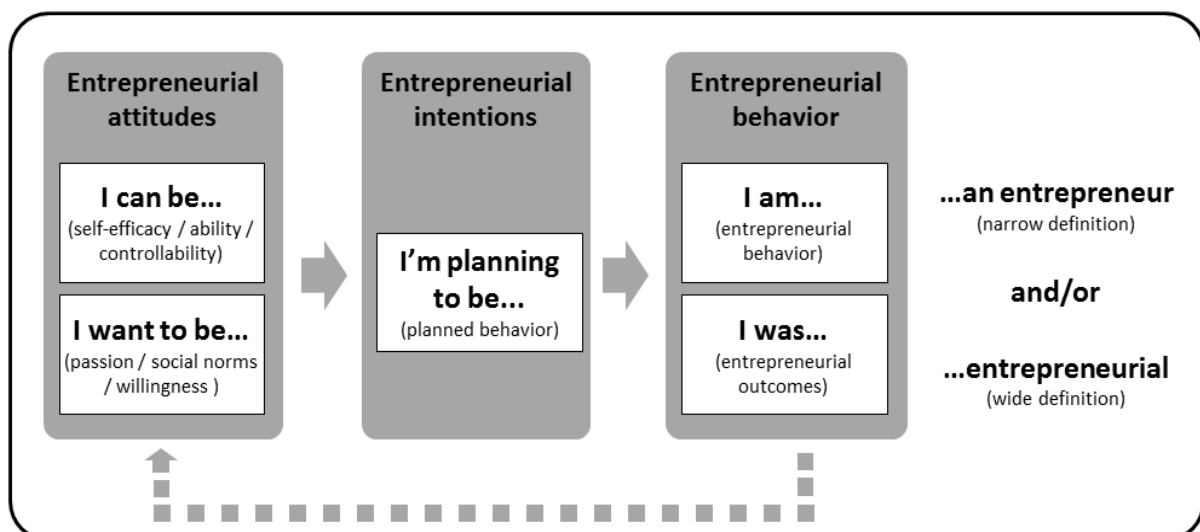 Entrepreneurial
attitudes
I can be...
(self-efficacy / ability /
controllability)
I want to be...
(passion / social norms
/ willingness )
Entrepreneurial
intentions
I'm planning
to be...
(planned behavior)
Entrepreneurial
behavior
I am...
(entrepreneurial
behavior)
I was...
(entrepreneurial
outcomes)
...an entrepreneur
(narrow definition)
and/or
...entrepreneurial
(wide definition)